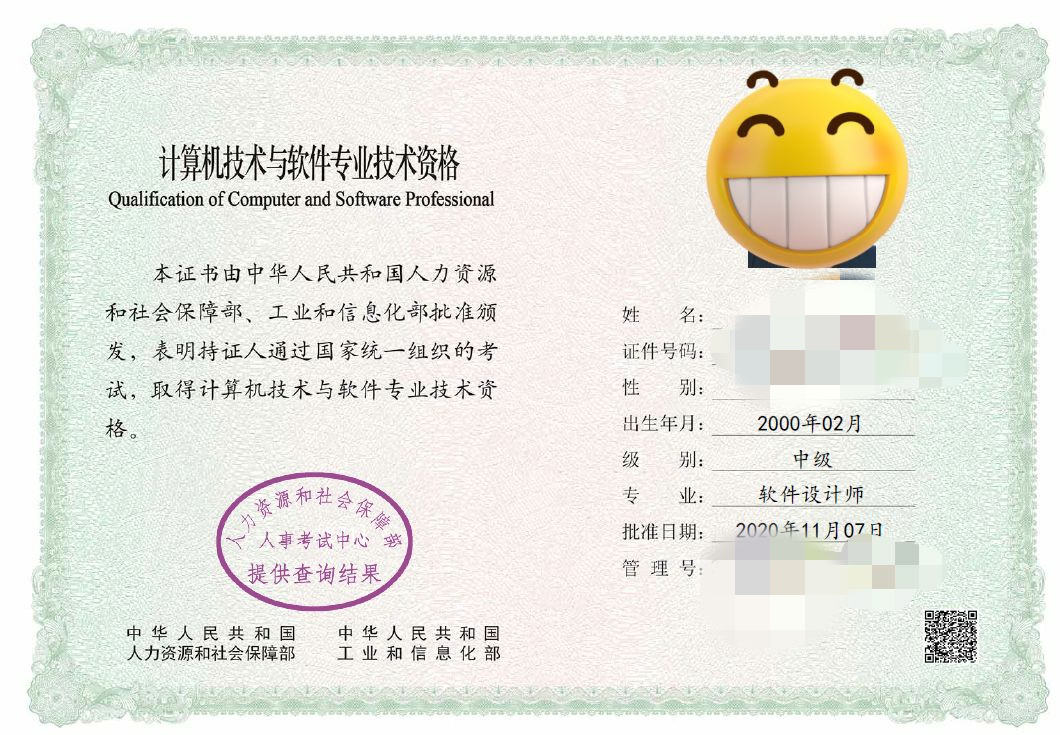 计算机技术与软件专业技术资格
Qualification of Computer and Software Professional
本证书由中华人民共和国人力资源
和社会保障部、工业和信息化部批准颁
发，表明持证人通过国家统一组织的考
试，取得计算机技术与软件专业技术资
格。
人力资源和社会保障部
人事考试中心
提供查询结果
中华人民共和国
人力资源和社会保障部
中华人民共和国
工业和信息化部
姓名：
证件号码：
性别：
出生年月：2000年02月
级别：中级
专业：软件设计师
批准日期：2020年11月07日
管理号：